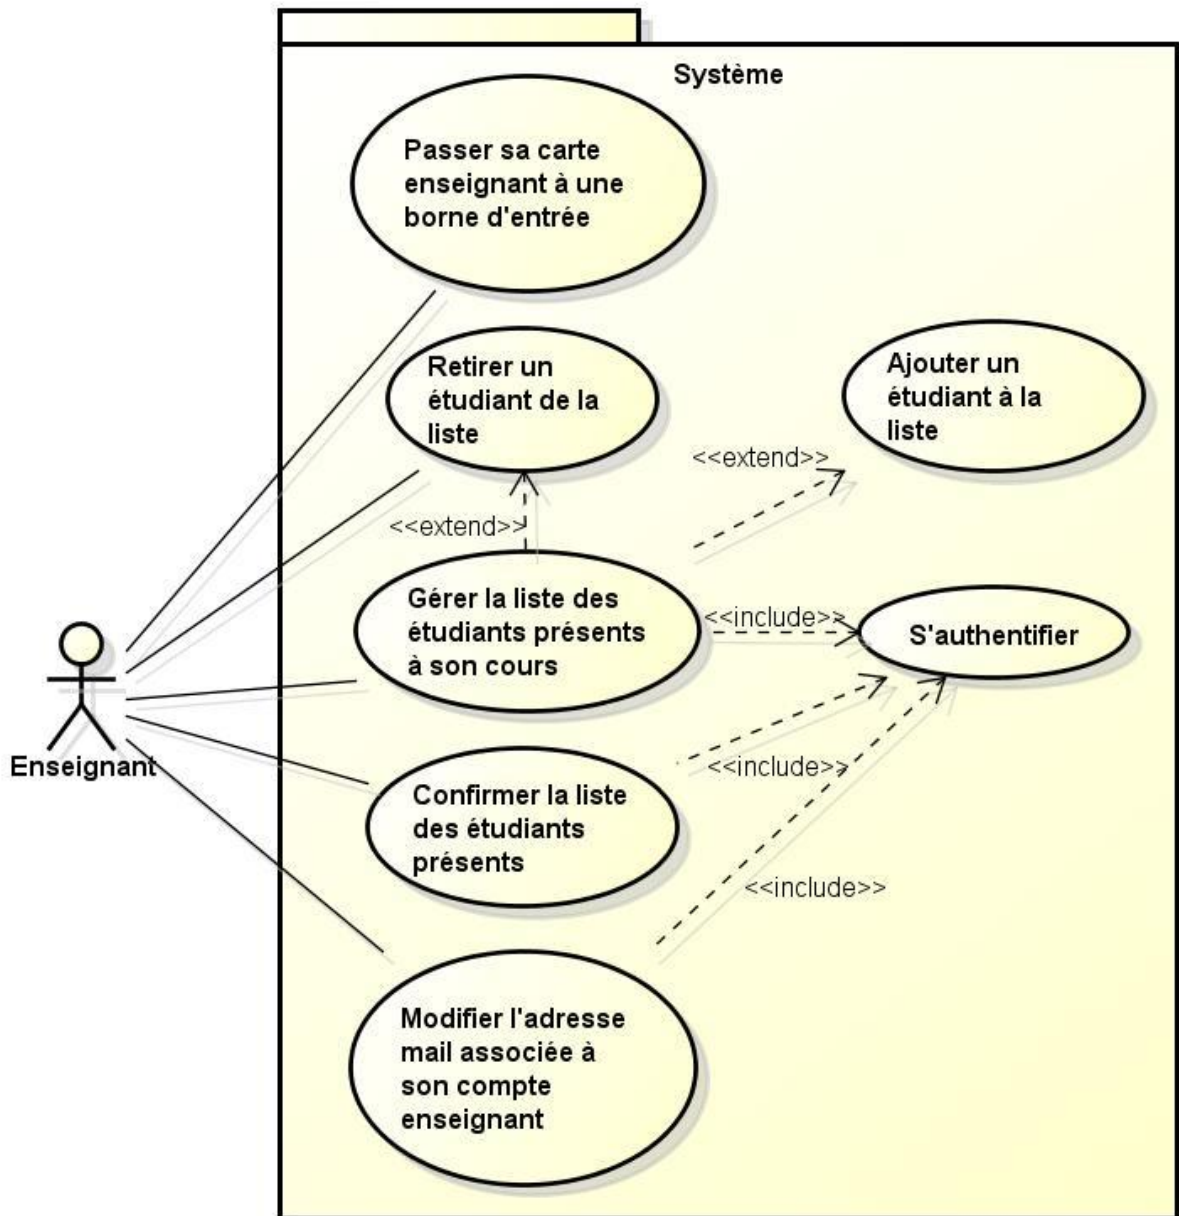 Système
Passer sa carte
enseignant à une
borne d'entrée
Retirer un
étudiant de la
liste
Ajouter un
étudiant à la
liste
<<extend>>
<<extend>>
Gérer la liste des
étudiants présents
à son cours
<<include>>
S'authentifier
Enseignant
<<include>>
Confirmer la liste
des étudiants
présents
<<include>>
Modifier l'adresse
mail associée à
son compte
enseignant